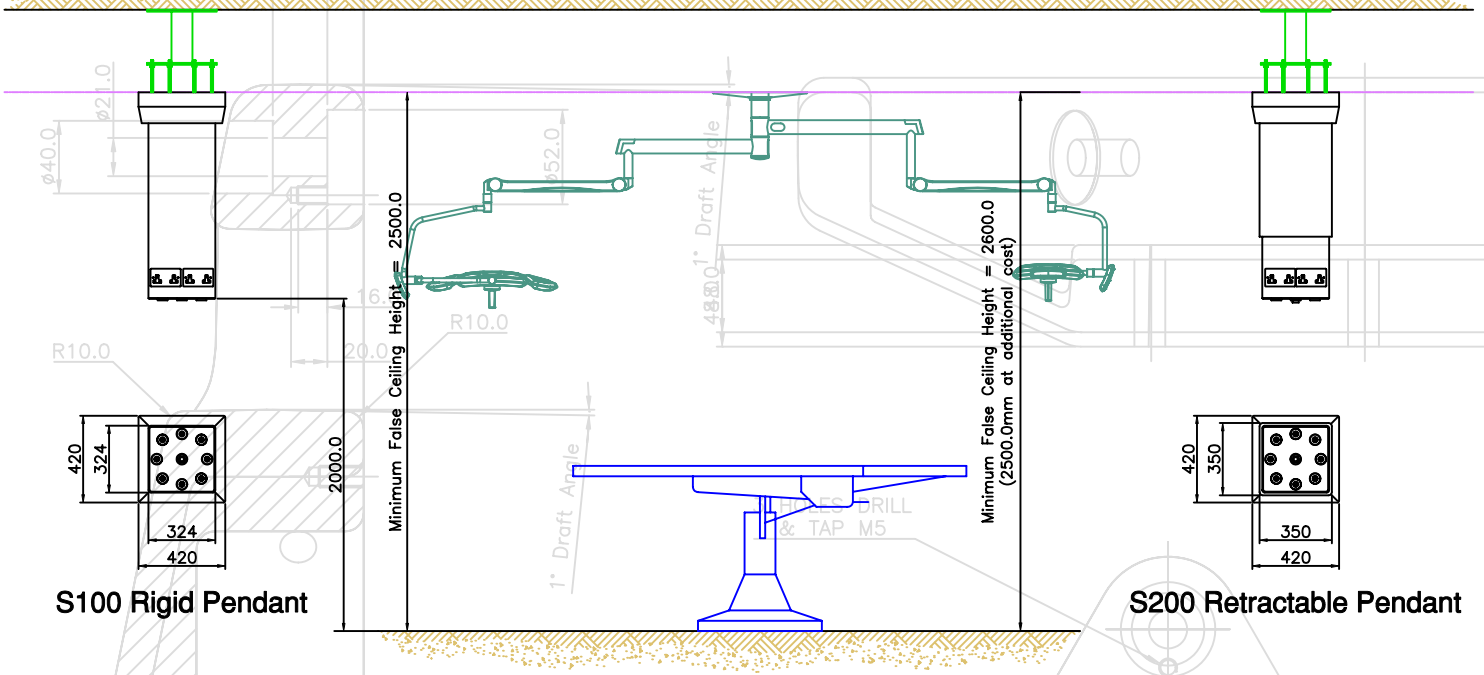 ø21.0
ø40.0
ø52.0
1° Draft Angle
Minimum False Ceiling Height = 2500.0
Minimum False Ceiling Height = 2600.0
(2500.0mm at additional cost)
16.
20.0
R10.0
R10.0
2000.0
1° Draft Angle
HOLES DRILL
& TAP M5
420
324
324
420
420
350
350
420
S100 Rigid Pendant
S200 Retractable Pendant